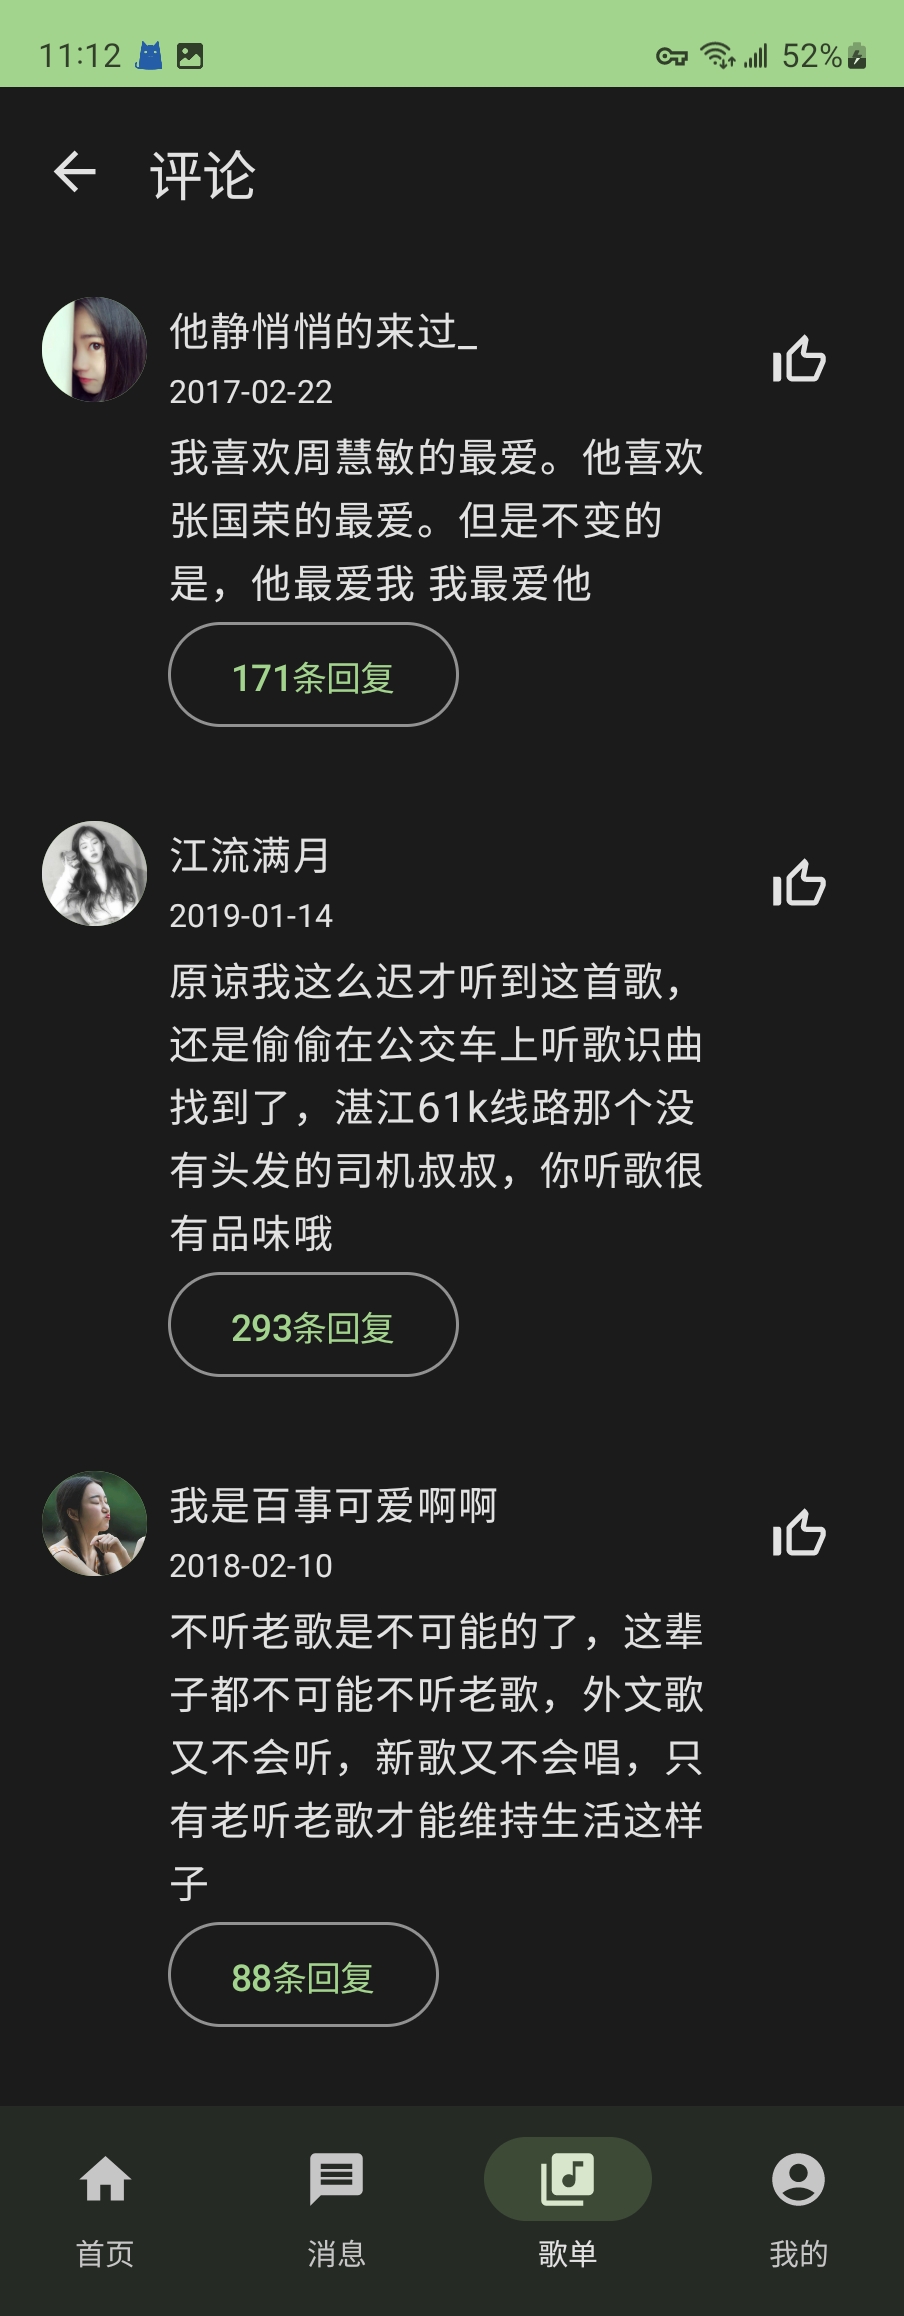 11:12
52%
评论
他静悄悄的来过_
2017-02-22
我喜欢周慧敏的最爱。他喜欢
张国荣的最爱。但是不变的
是，他最爱我 我最爱他
171条回复
江流满月
2019-01-14
原谅我这么迟才听到这首歌，
还是偷偷在公交车上听歌识曲
找到了，湛江61k线路那个没
有头发的司机叔叔，你听歌很
有品味哦
293条回复
我是百事可爱啊啊
2018-02-10
不听老歌是不可能的了，这辈
子都不可能不听老歌，外文歌
又不会听，新歌又不会唱，只
有老听老歌才能维持生活这样
子
88条回复
首页
消息
歌单
我的